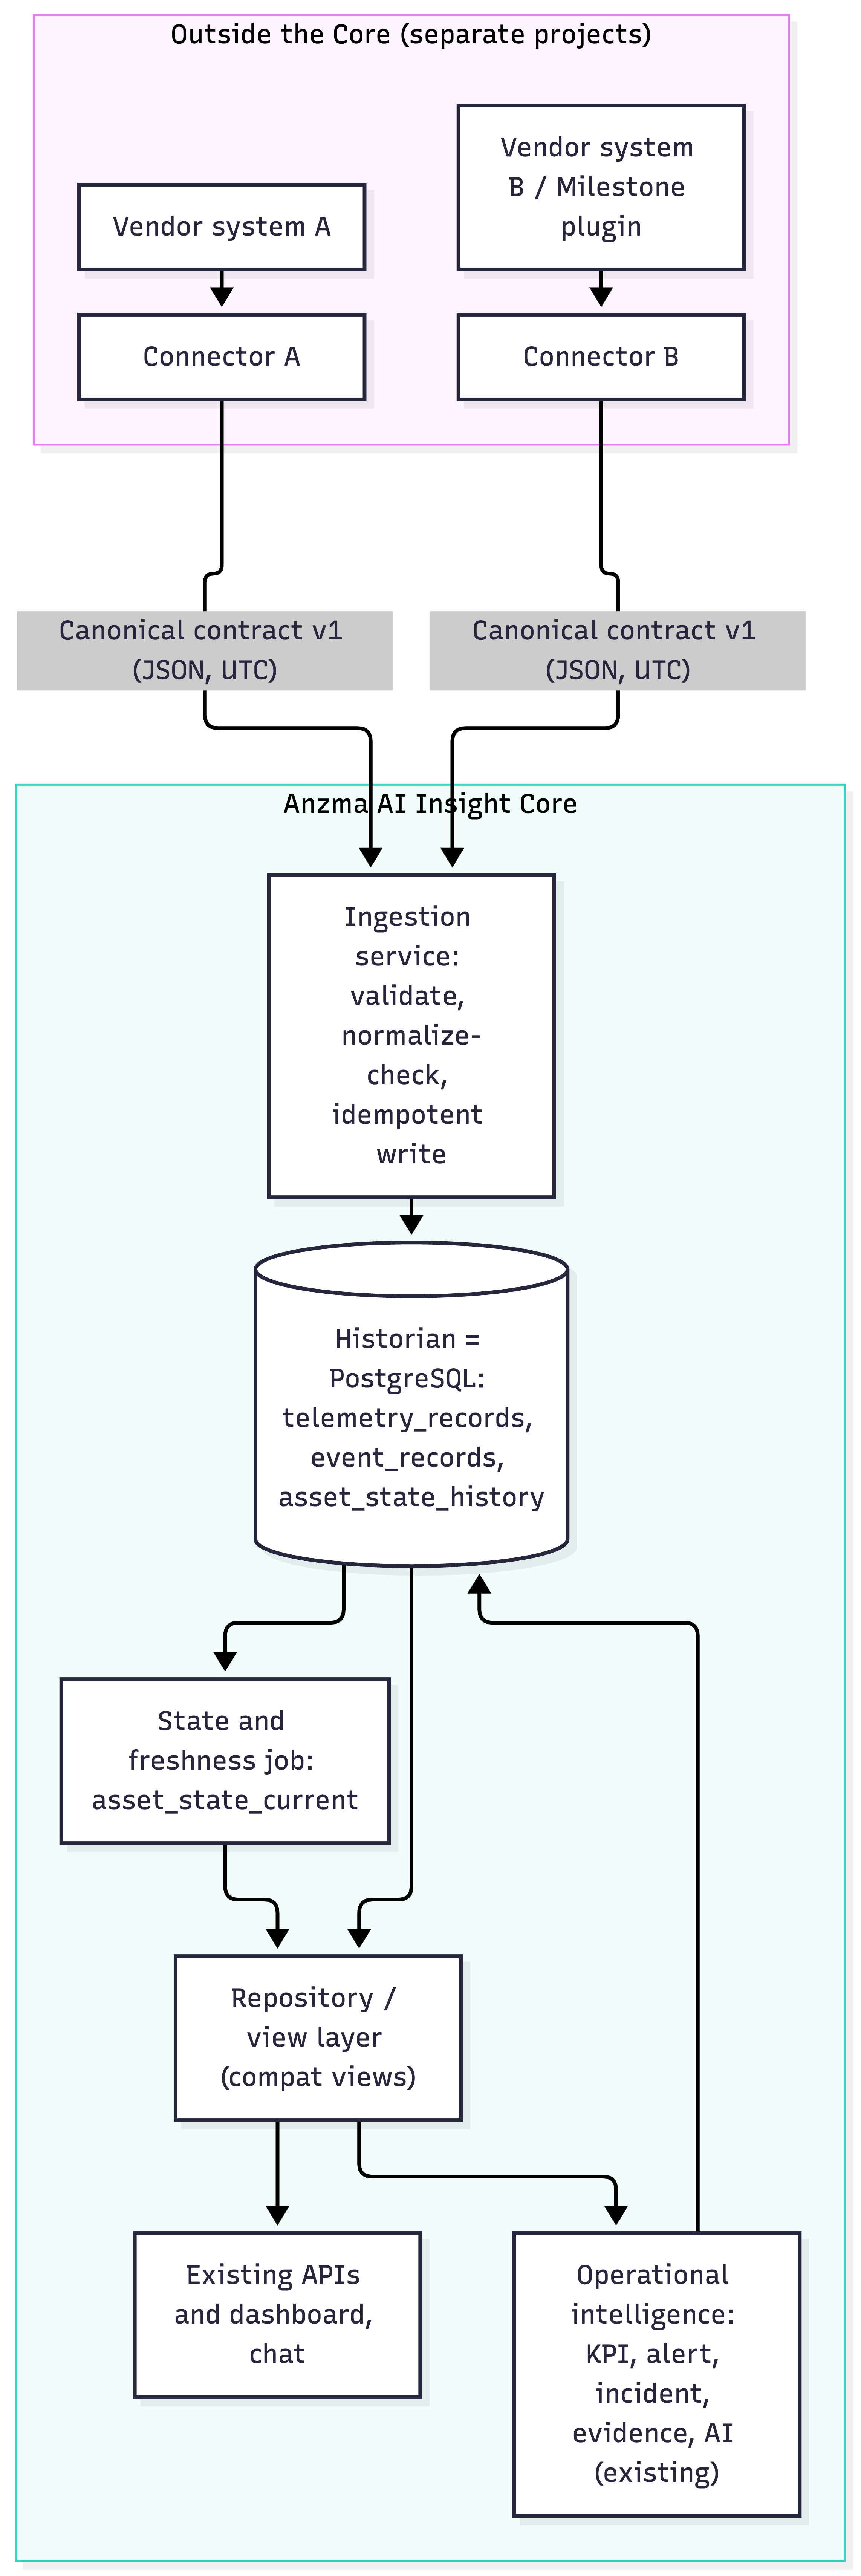 Outside the Core (separate projects)
Vendor system A
Vendor system
B / Milestone
plugin
Connector A
Connector B
Canonical contract v1
(JSON, UTC)
Canonical contract v1
(JSON, UTC)
Anzma AI Insight Core
Ingestion
service:
validate,
normalize-
check,
idempotent
write
Historian =
PostgreSQL:
telemetry_records,
event_records,
asset_state_history
State and
freshness job:
asset_state_current
Repository /
view layer
(compat views)
Existing APIs
and dashboard,
chat
Operational
intelligence:
KPI, alert,
incident,
evidence, AI
(existing)